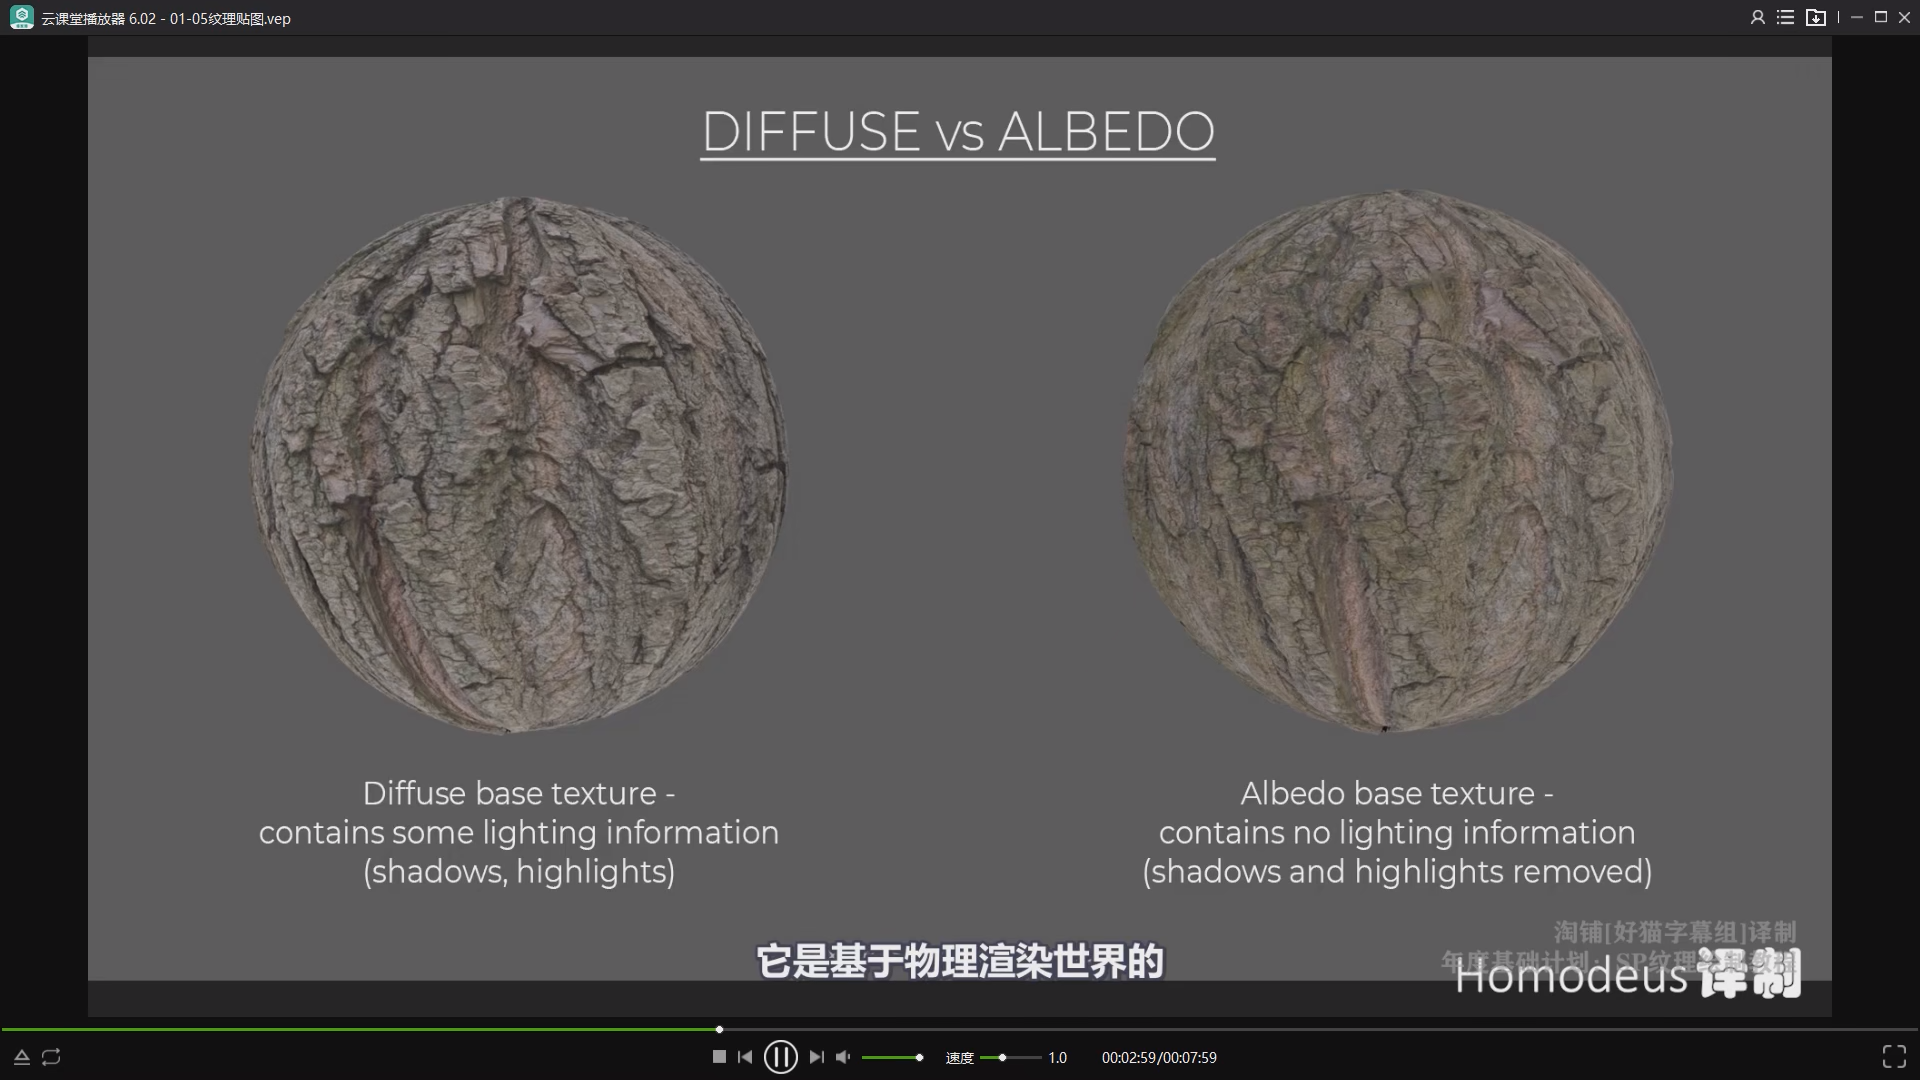 云课堂播放器 6.02 - 01-05纹理贴图.vep
DIFFUSE vs ALBEDO
Diffuse base texture -
contains some lighting information
(shadows, highlights)
Albedo base texture -
contains no lighting information
(shadows and highlights removed)
淘铺[好猫字幕组]译制
年度基础计划：SP纹理
Homodeus 译制
它是基于物理渲染世界的
速度
1.0
00:02:59/00:07:59